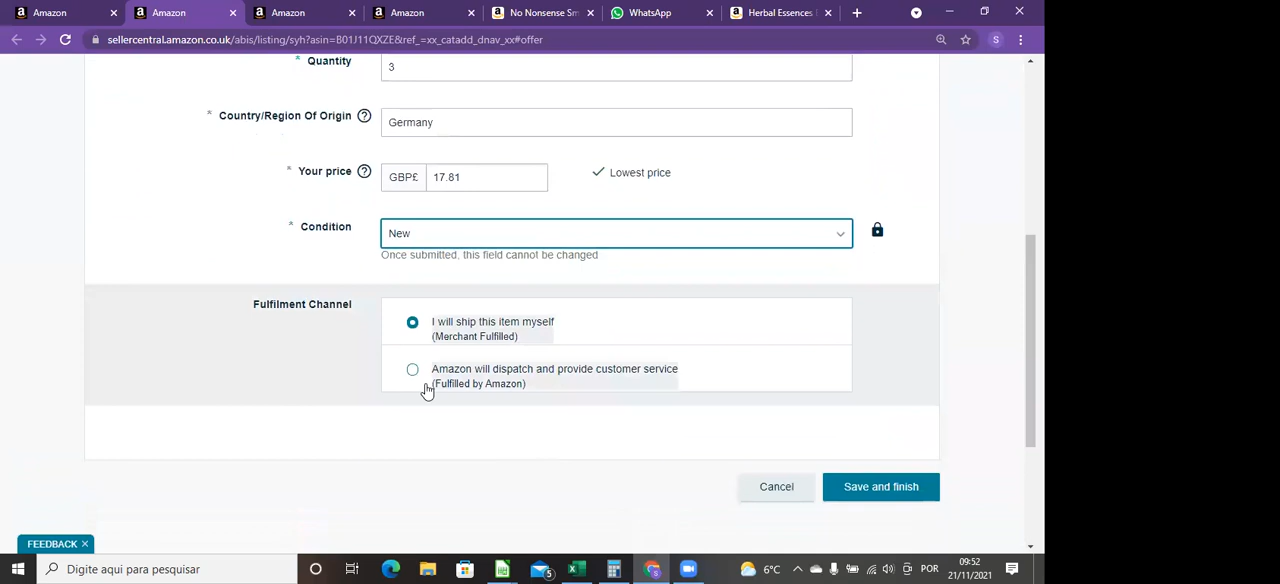 Amazon
Amazon
Amazon
Amazon
No Nonsense Sm
WhatsApp
Herbal Essences
sellercentral.amazon.co.uk/abis/listing/syh?asin=B01J11QXZE&ref_=xx_catadd_dnav_xx#offer
S
* Quantity
3
* Country/Region Of Origin ?
Germany
* Your price ?
GBP£ 17.81
Lowest price
* Condition
New
Once submitted, this field cannot be changed
Fulfilment Channel
I will ship this item myself
(Merchant Fulfilled)
Amazon will dispatch and provide customer service
(Fulfilled by Amazon)
Cancel
Save and finish
FEEDBACK ×
Digite aqui para pesquisar
5
6°C
POR
09:52
21/11/2021